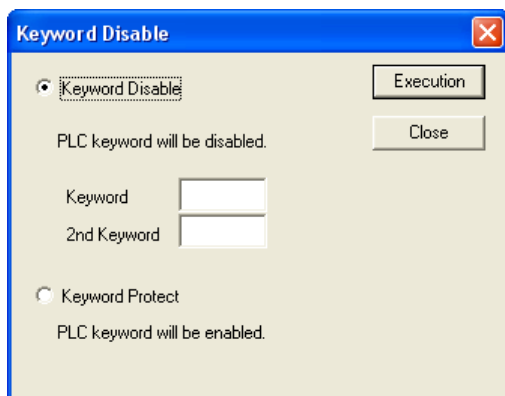 Keyword Disable
Keyword Disable
Execution
PLC keyword will be disabled.
Close
Keyword
2nd Keyword
Keyword Protect
PLC keyword will be enabled.